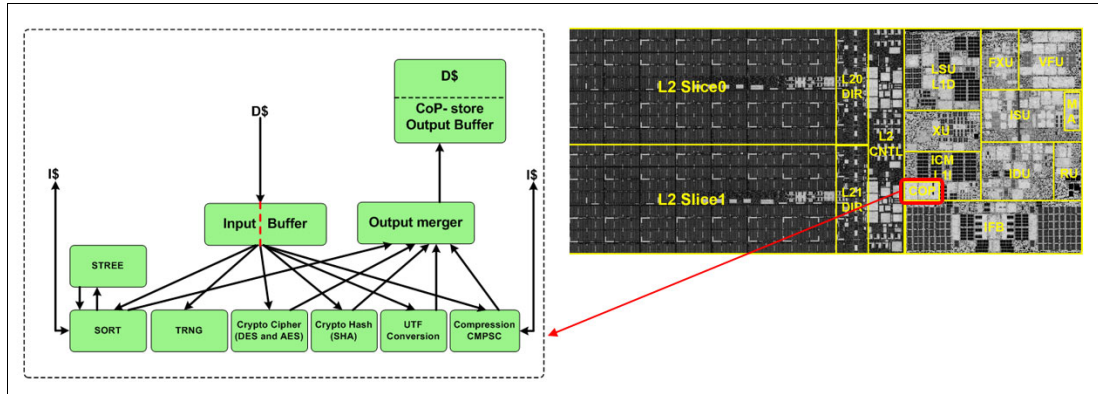 D$
CoP- store
Output Buffer
D$
I$
I$
Input
Buffer
Output merger
STREE
SORT
TRNG
Crypto Cipher
(DES and AES)
Crypto Hash
(SHA)
UTF
Conversion
Compression
CMPSC
L2 Slice0
L20
DIR
L2
CNTL
L2 Slice1
L21
DIR
LSU
L1D
FXU
VFU
ISU
M
A
XU
ICM
L1I
COP
IDU
RU
IFB